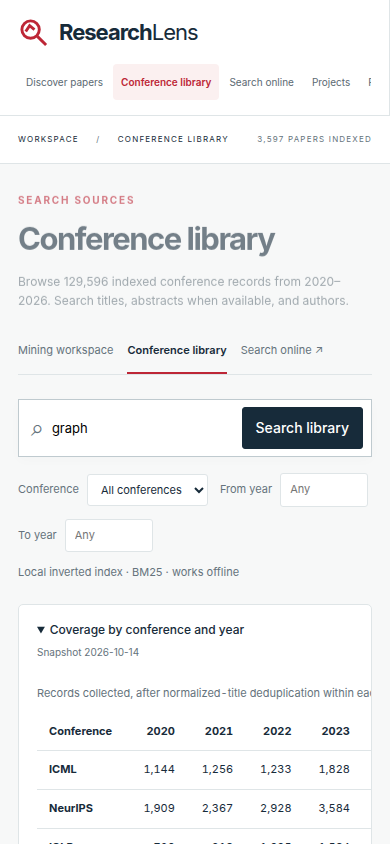 ResearchLens
Discover papers Conference library Search online Projects
WORKSPACE / CONFERENCE LIBRARY 3,597 PAPERS INDEXED
SEARCH SOURCES
Conference library
Browse 129,596 indexed conference records from 2020–
2026. Search titles, abstracts when available, and authors.
Mining workspace Conference library Search online ↗
graph Search library
Conference All conferences From year Any
To year Any
Local inverted index · BM25 · works offline
▼ Coverage by conference and year
Snapshot 2026-10-14
Records collected, after normalized-title deduplication within
Conference 2020 2021 2022 2023
ICML 1,144 1,256 1,233 1,828
NeurIPS 1,909 2,367 2,928 3,584